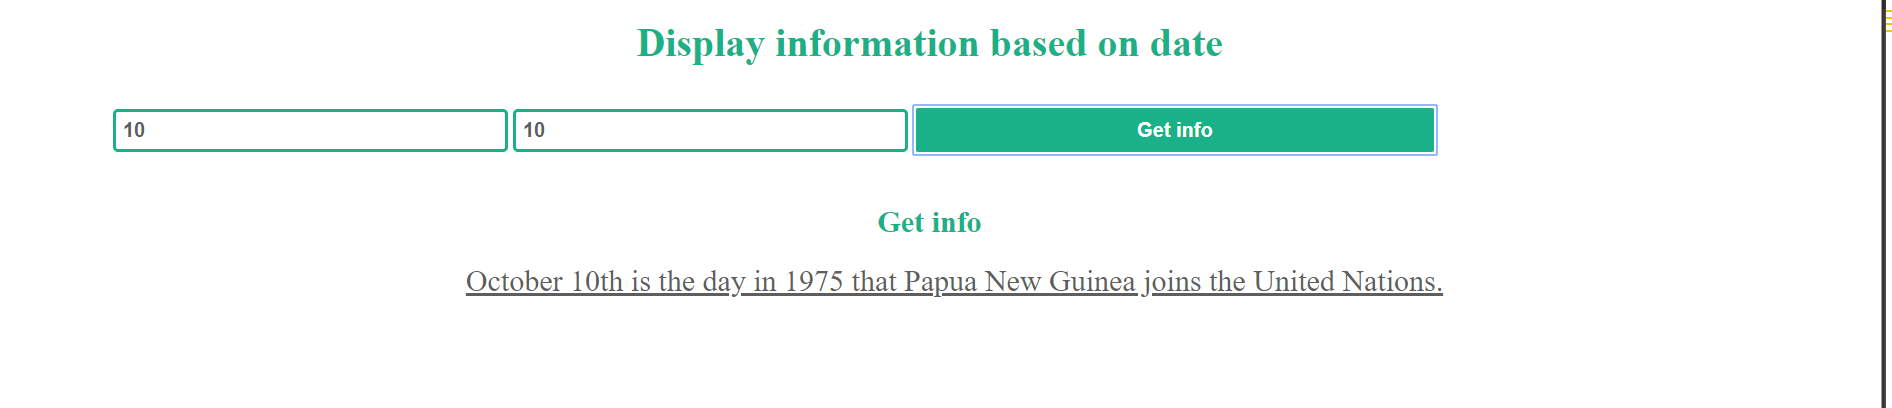 Display information based on date
10 10 Get info
Get info
October 10th is the day in 1975 that Papua New Guinea joins the United Nations.